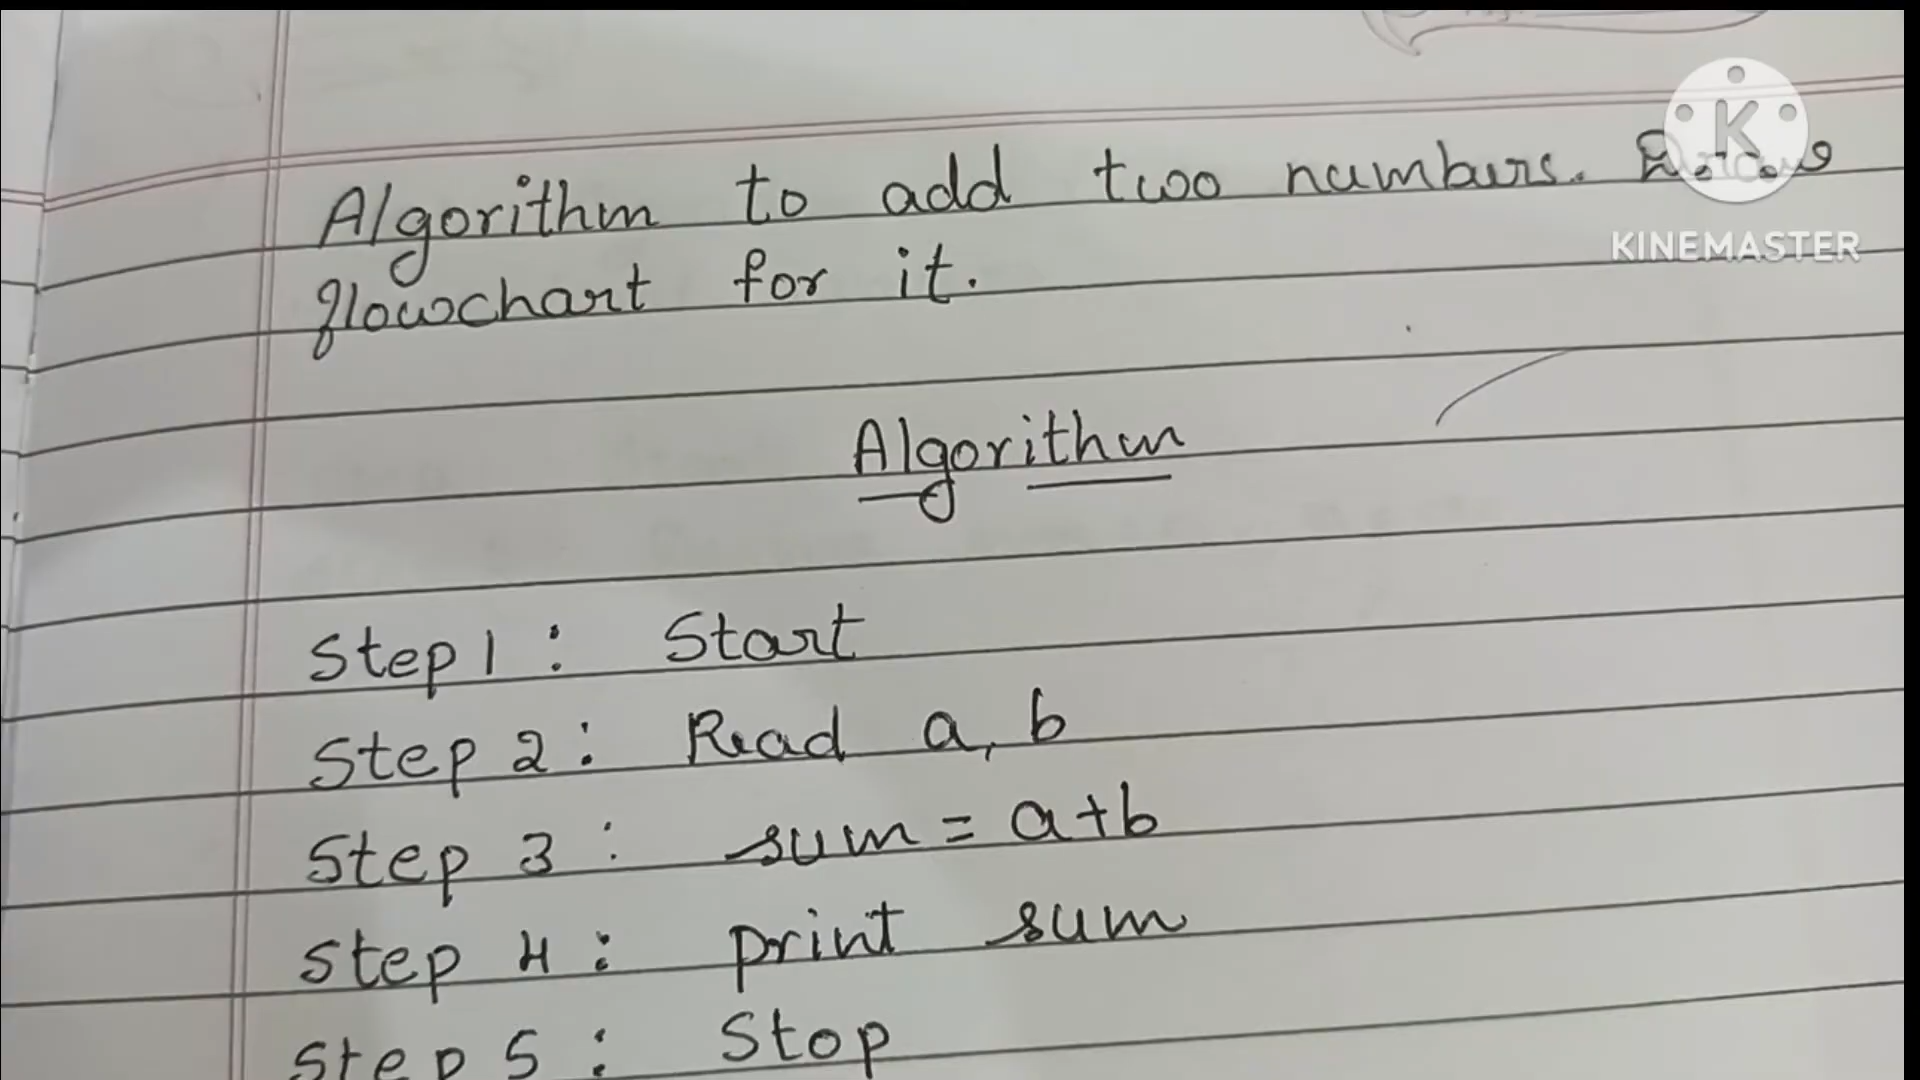 Algorithm to add two numbers. Draw
flowchart for it.
K
KINEMASTER
Algorithm
Step 1 : Start
Step 2 : Read a, b
Step 3 : sum = a+b
Step 4 : print sum
Step 5 : Stop